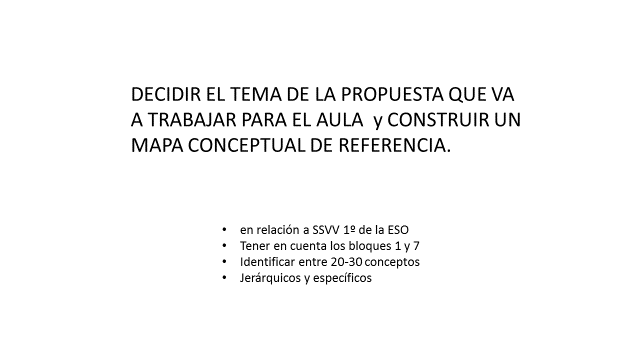 DECIDIR EL TEMA DE LA PROPUESTA QUE VA
A TRABAJAR PARA EL AULA y CONSTRUIR UN
MAPA CONCEPTUAL DE REFERENCIA.
• en relación a SSVV 1º de la ESO
• Tener en cuenta los bloques 1 y 7
• Identificar entre 20-30 conceptos
• Jerárquicos y específicos